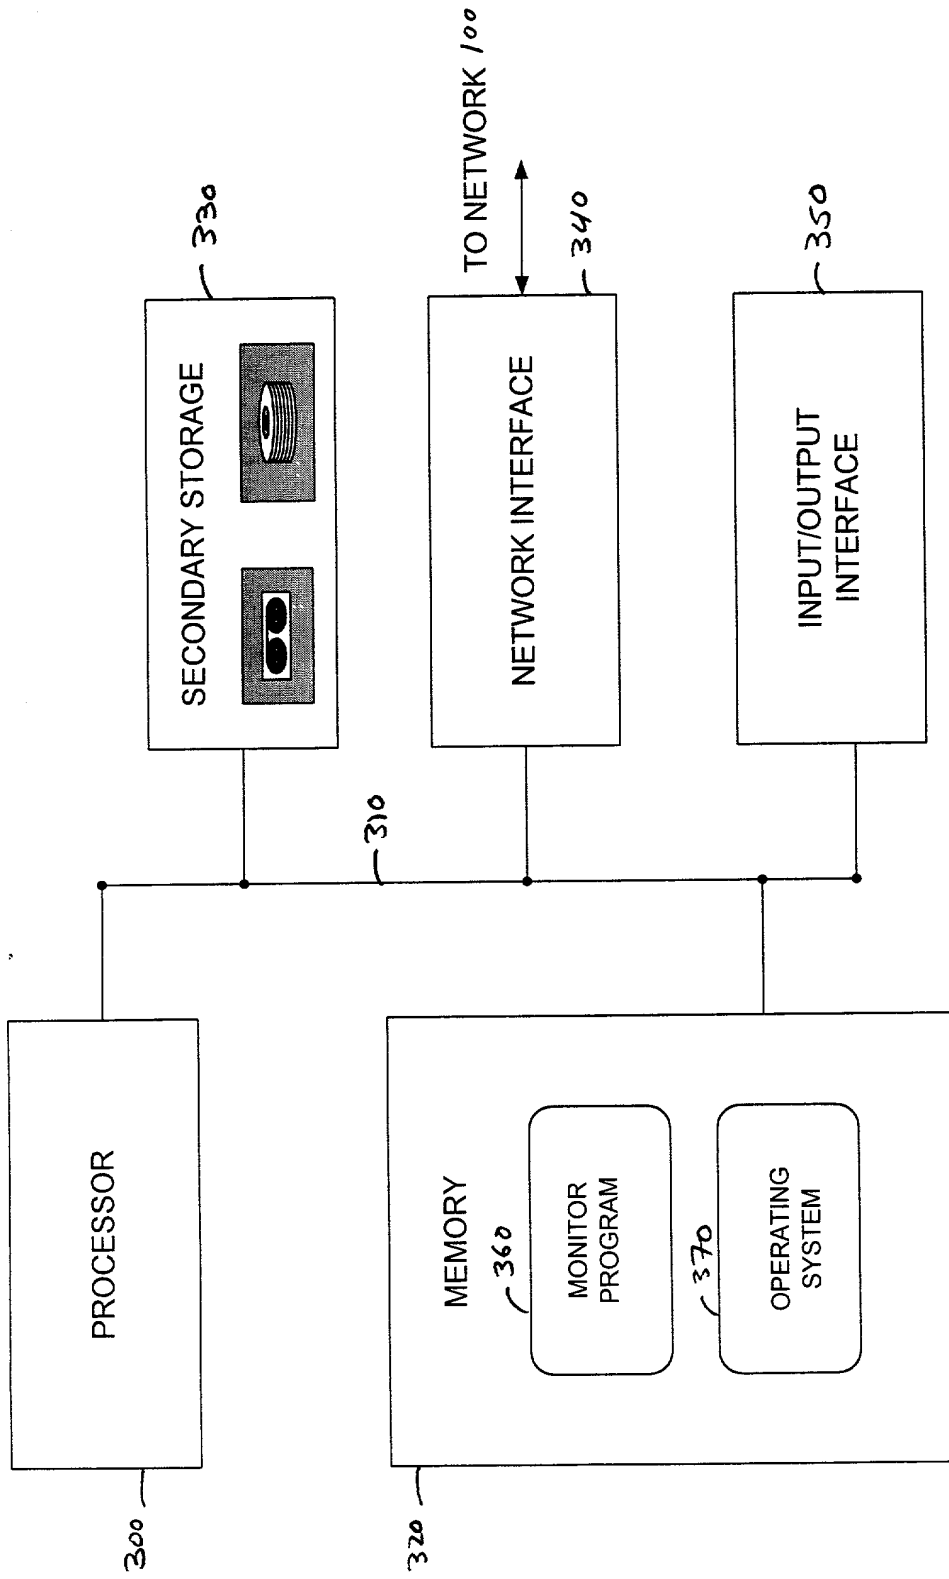 PROCESSOR
300
SECONDARY STORAGE
330
310
MEMORY
320
360
MONITOR
PROGRAM
370
OPERATING
SYSTEM
NETWORK INTERFACE
340
TO NETWORK 100
INPUT/OUTPUT
INTERFACE
350